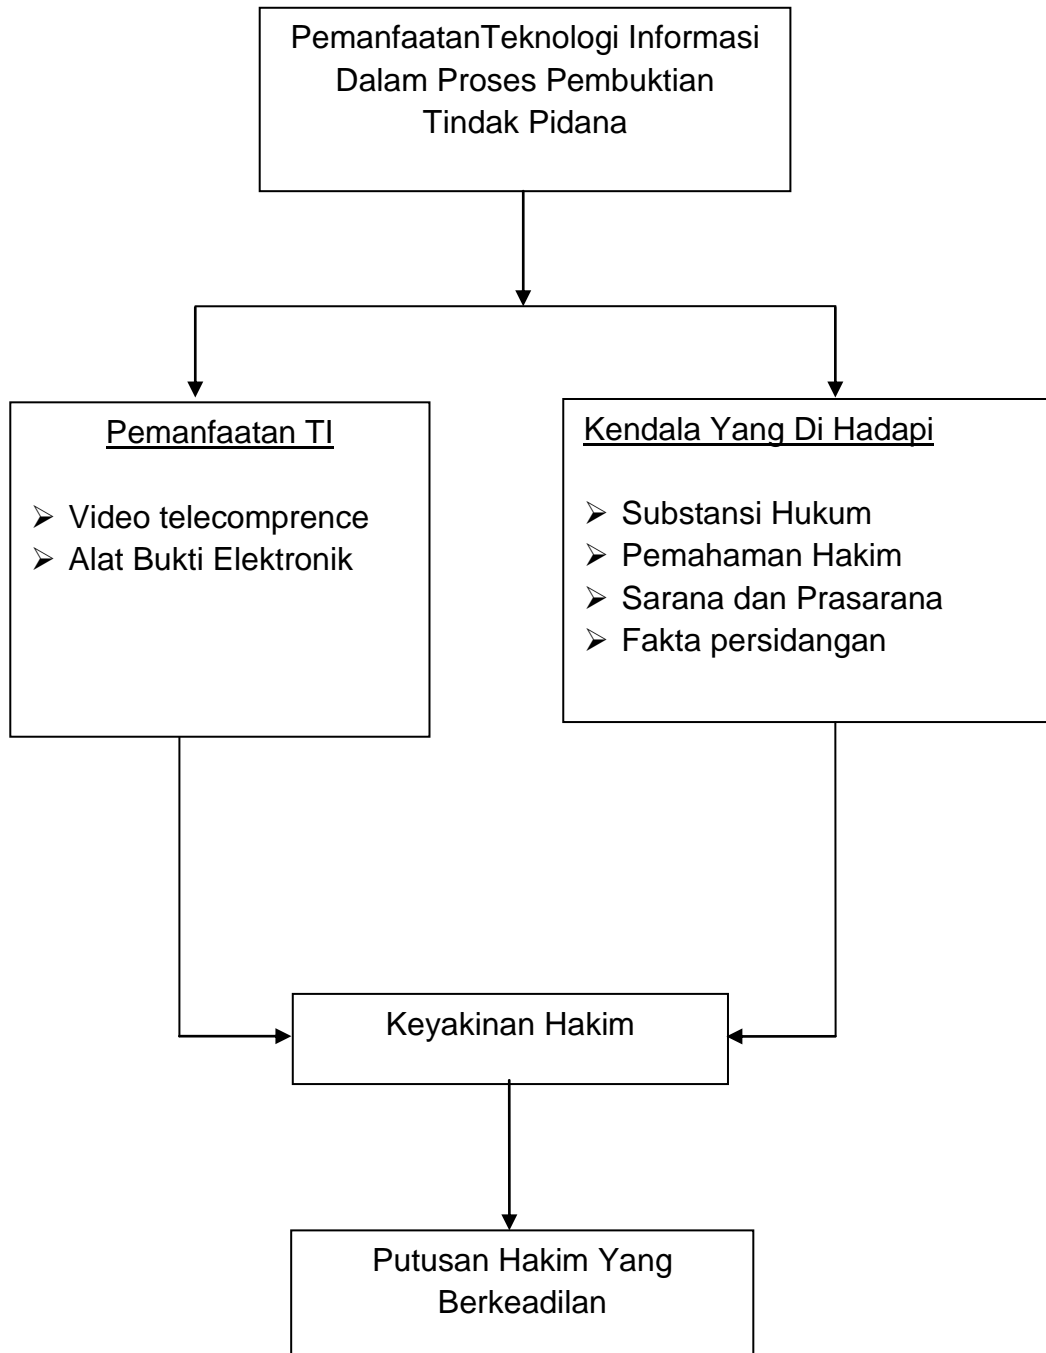 PemanfaatanTeknologi Informasi
Dalam Proses Pembuktian
Tindak Pidana
Pemanfaatan TI
➢ Video telecomprence
➢ Alat Bukti Elektronik
Kendala Yang Di Hadapi
➢ Substansi Hukum
➢ Pemahaman Hakim
➢ Sarana dan Prasarana
➢ Fakta persidangan
Keyakinan Hakim
Putusan Hakim Yang
Berkeadilan